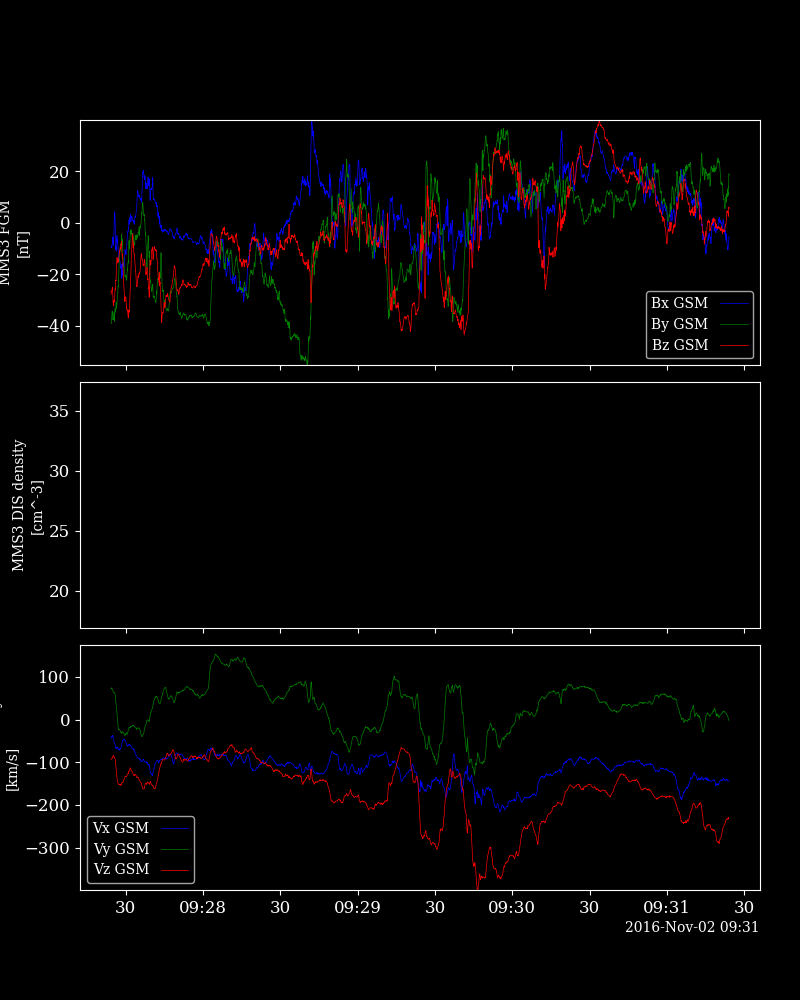 20
0
−20
−40
MMS3 FGM
[nT]
Bx GSM
By GSM
Bz GSM
35
30
25
20
MMS3 DIS density
[cm^-3]
100
0
−100
−200
−300
[km/s]
Vx GSM
Vy GSM
Vz GSM
30
09:28
30
09:29
30
09:30
30
09:31
30
2016-Nov-02 09:31